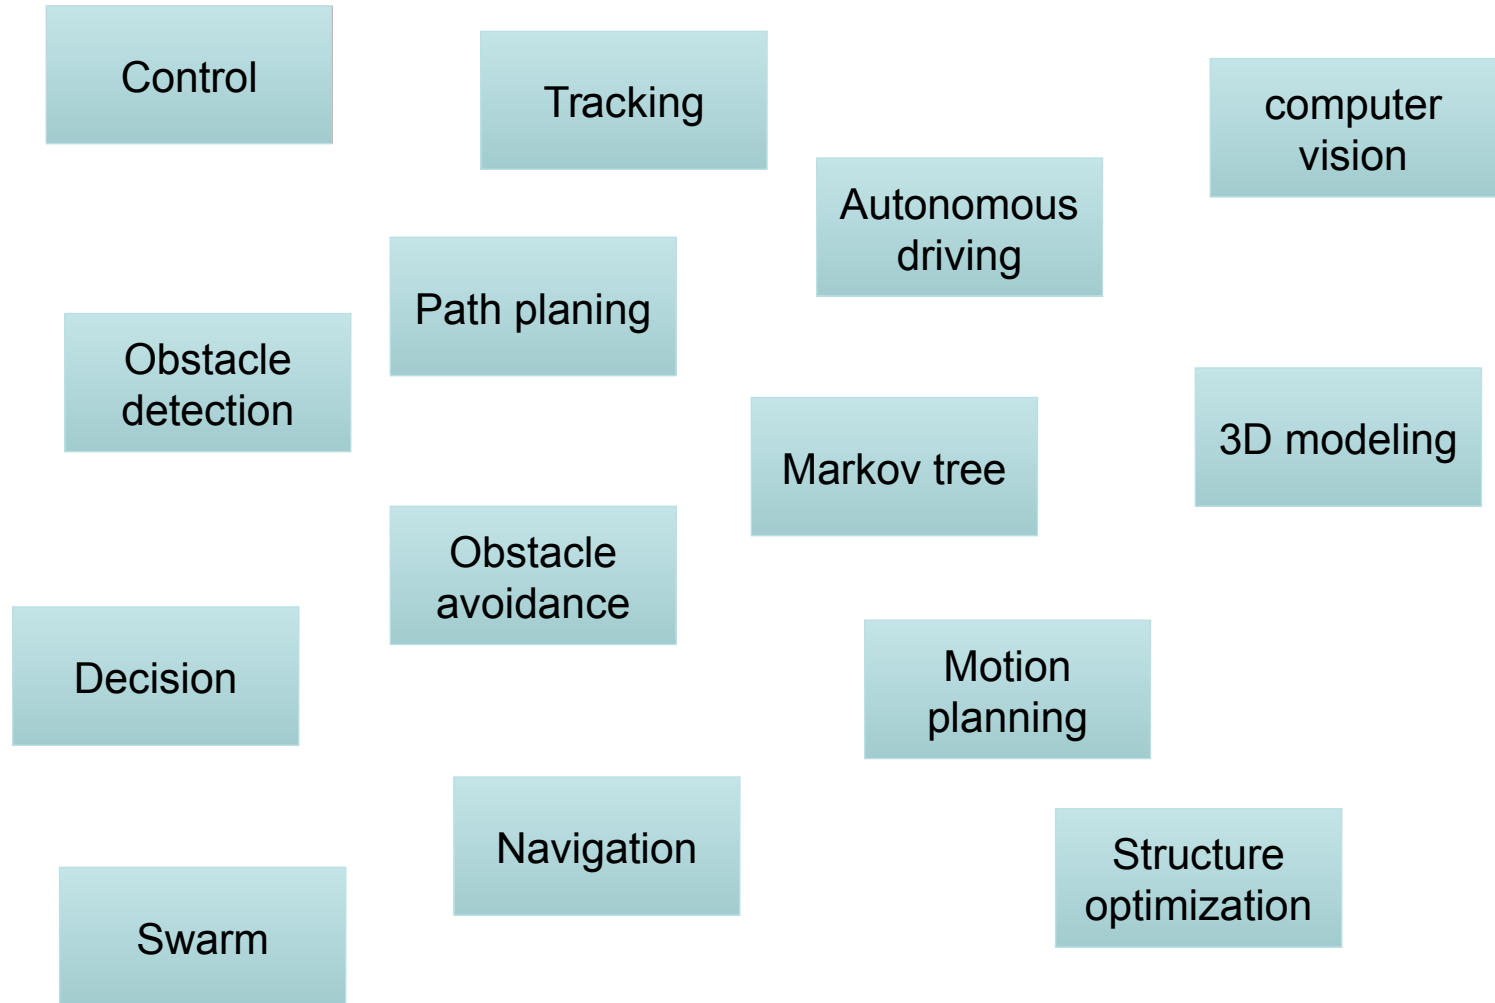 Control
Tracking
computer
vision
Autonomous
driving
Path planing
Obstacle
detection
3D modeling
Markov tree
Obstacle
avoidance
Decision
Motion
planning
Navigation
Structure
optimization
Swarm